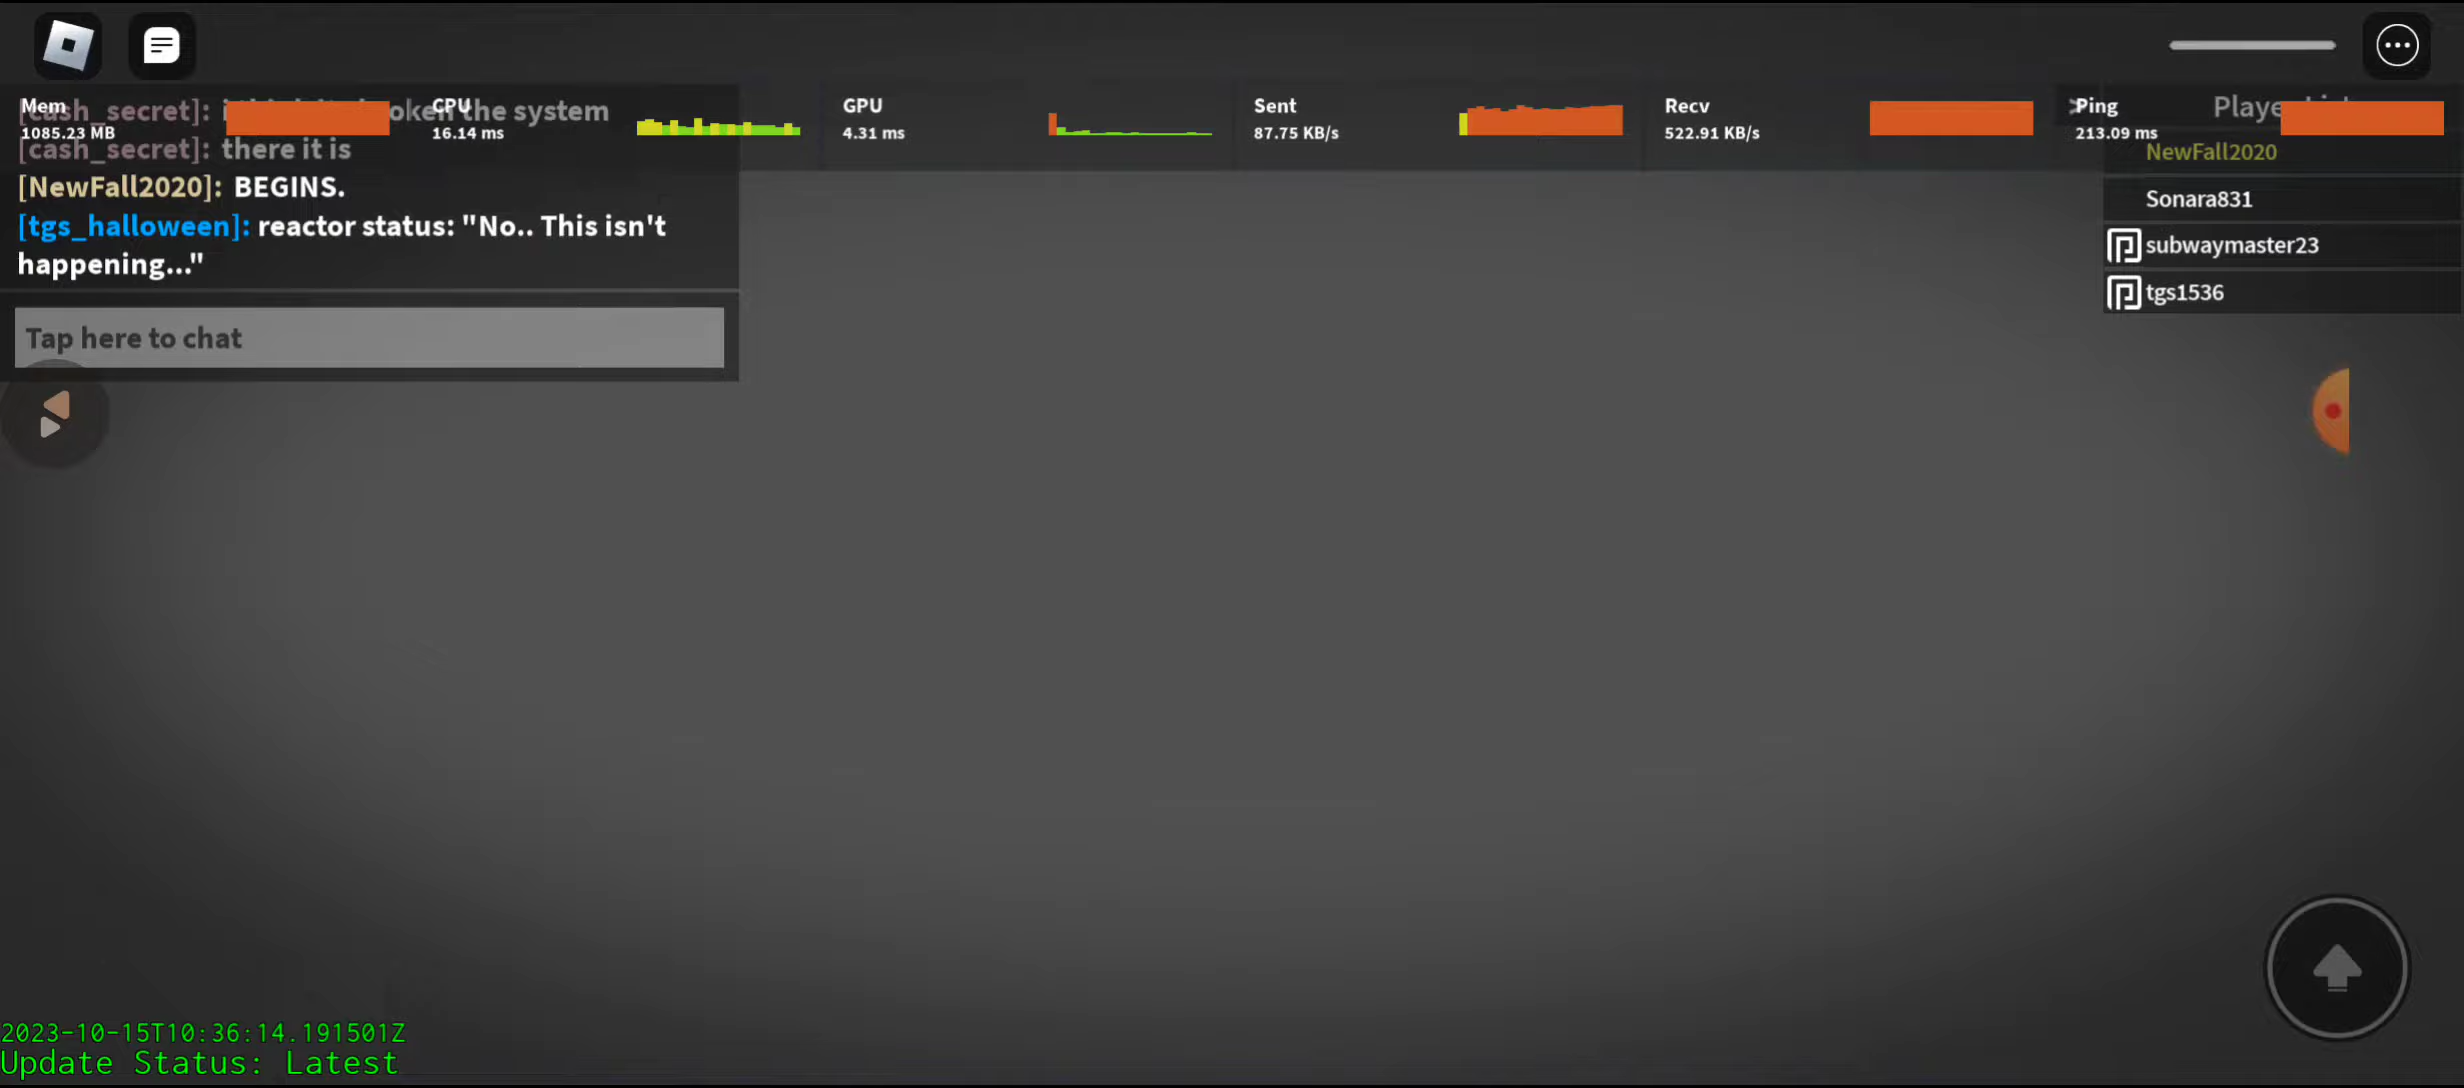 Mem
1085.23 MB
CPU
16.14 ms
GPU
4.31 ms
Sent
87.75 KB/s
Recv
522.91 KB/s
Ping
213.09 ms
[cash_secret]: the system
[cash_secret]: there it is
[NewFall2020]: BEGINS.
[tgs_halloween]: reactor status: "No.. This isn't
happening..."
Tap here to chat
NewFall2020
Sonara831
subwaymaster23
tgs1536
2023-10-15T10:36:14.191501Z
Update Status: Latest